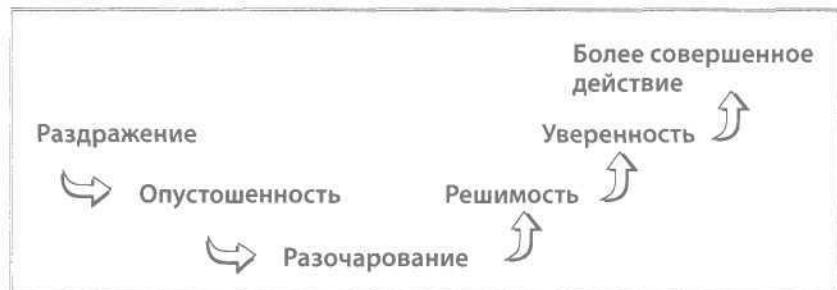 Более совершенное
действие
Раздражение
Уверенность
Опустошенность
Решимость
Разочарование